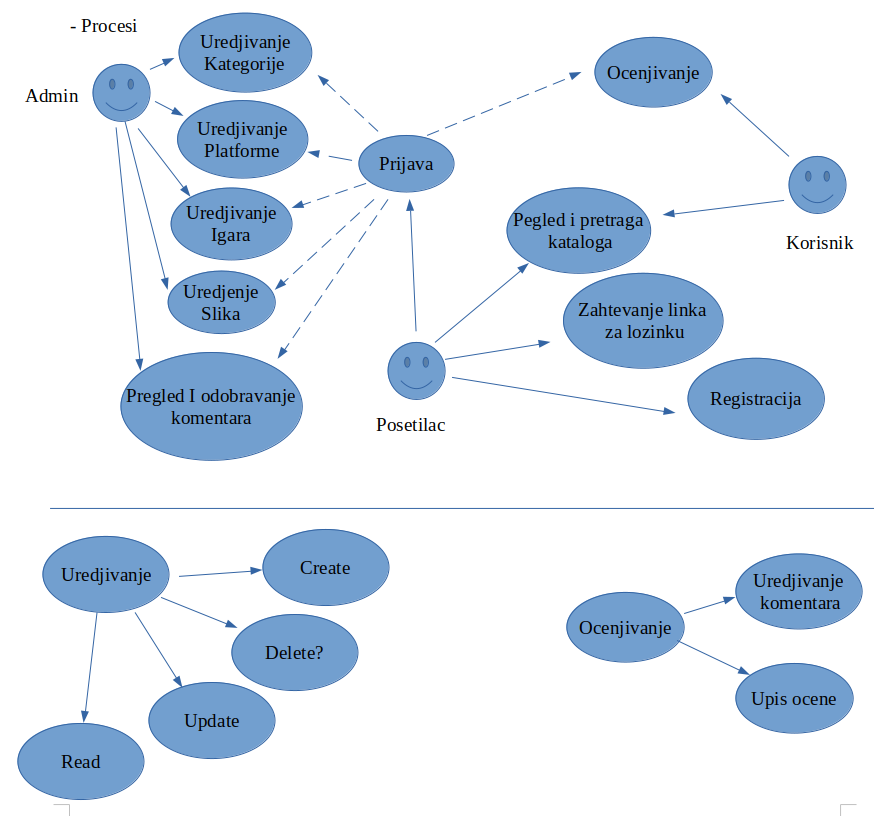 - Procesi
Admin
Uredjivanje
Kategorije
Uredjivanje
Platforme
Uredjivanje
Igara
Uredjenje
Slika
Pregled I odobravanje
komentara
Prijava
Ocenjivanje
Korisnik
Pegled i pretraga
kataloga
Zahtevanje linka
za lozinku
Registracija
Posetilac
Uredjivanje
Create
Delete?
Update
Read
Ocenjivanje
Uredjivanje
komentara
Upis ocene